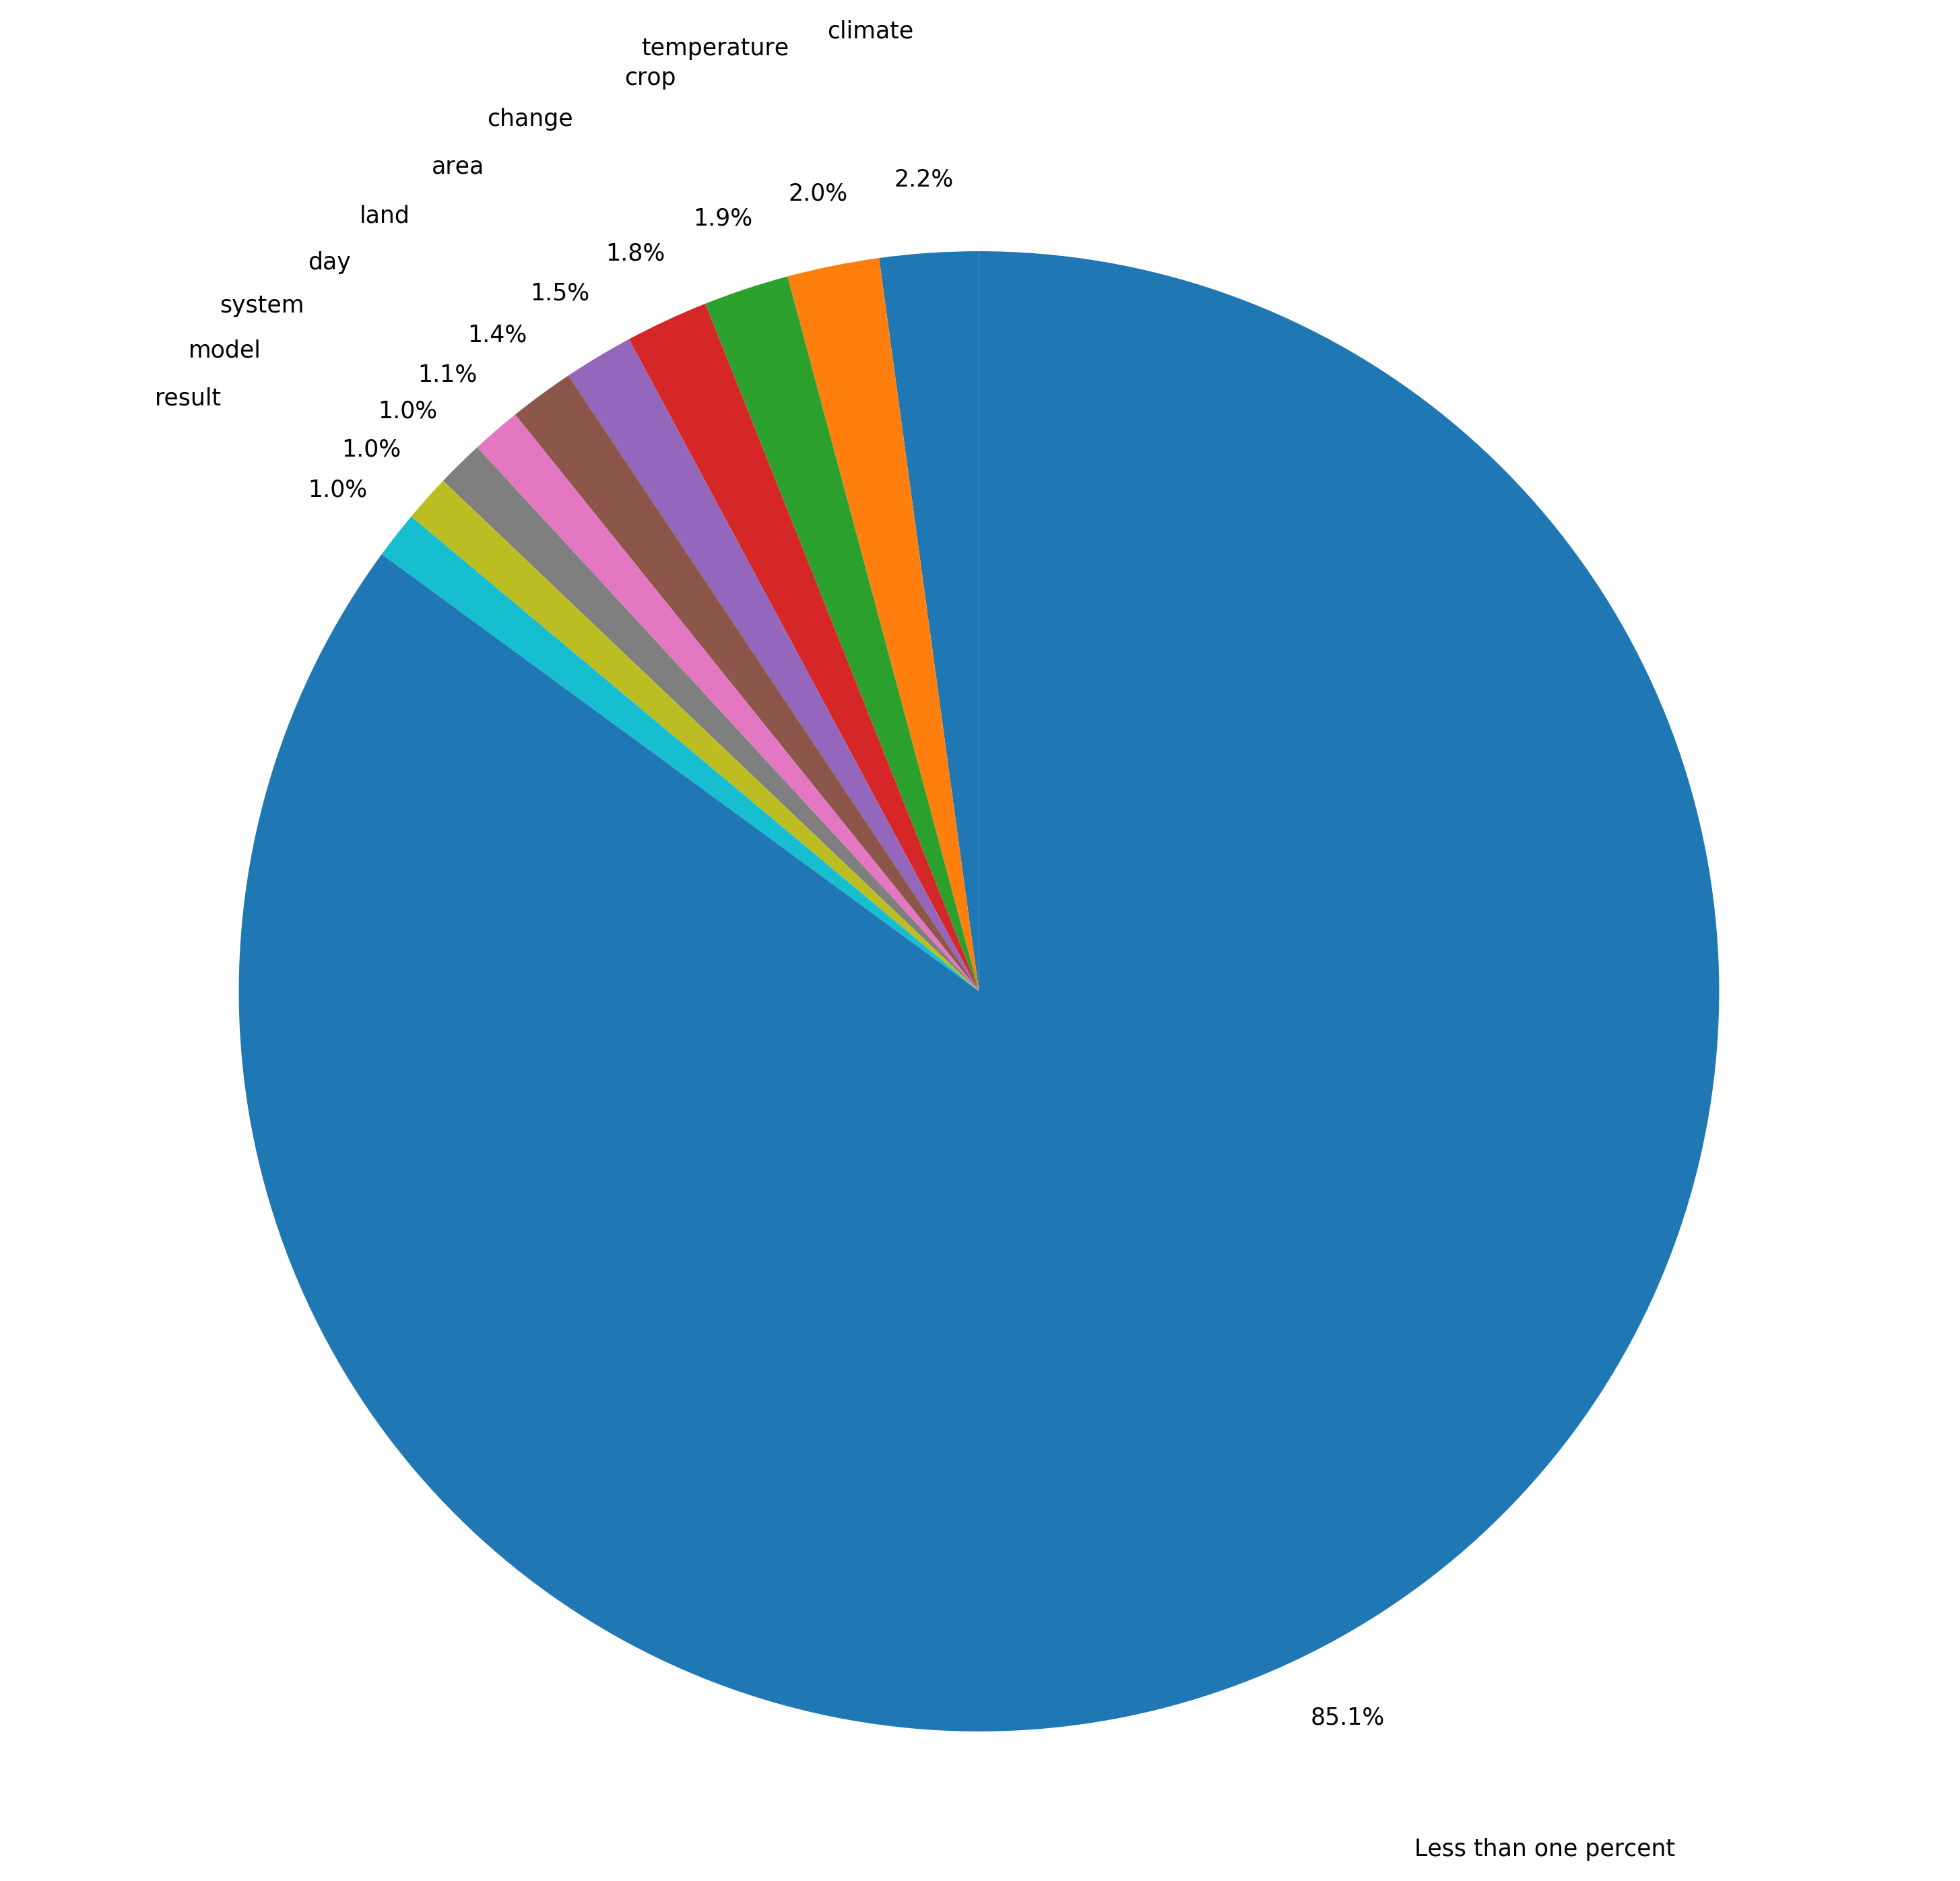 climate
temperature
crop
change
area
land
day
system
model
result
2.2%
2.0%
1.9%
1.8%
1.5%
1.4%
1.1%
1.0%
1.0%
1.0%
85.1%
Less than one percent